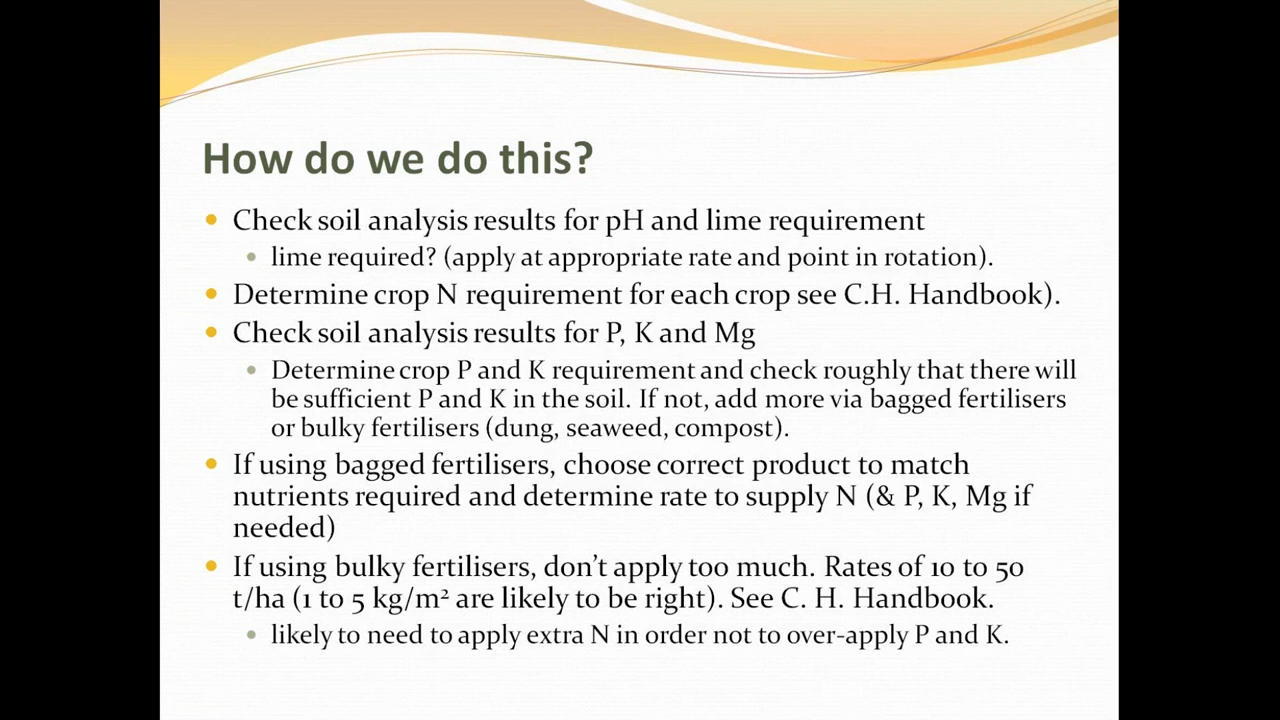 How do we do this?
• Check soil analysis results for pH and lime requirement
• lime required? (apply at appropriate rate and point in rotation).
• Determine crop N requirement for each crop see C.H. Handbook).
• Check soil analysis results for P, K and Mg
• Determine crop P and K requirement and check roughly that there will
be sufficient P and K in the soil. If not, add more via bagged fertilisers
or bulky fertilisers (dung, seaweed, compost).
• If using bagged fertilisers, choose correct product to match
nutrients required and determine rate to supply N (& P, K, Mg if
needed)
• If using bulky fertilisers, don’t apply too much. Rates of 10 to 50
t/ha (1 to 5 kg/m² are likely to be right). See C. H. Handbook.
• likely to need to apply extra N in order not to over-apply P and K.